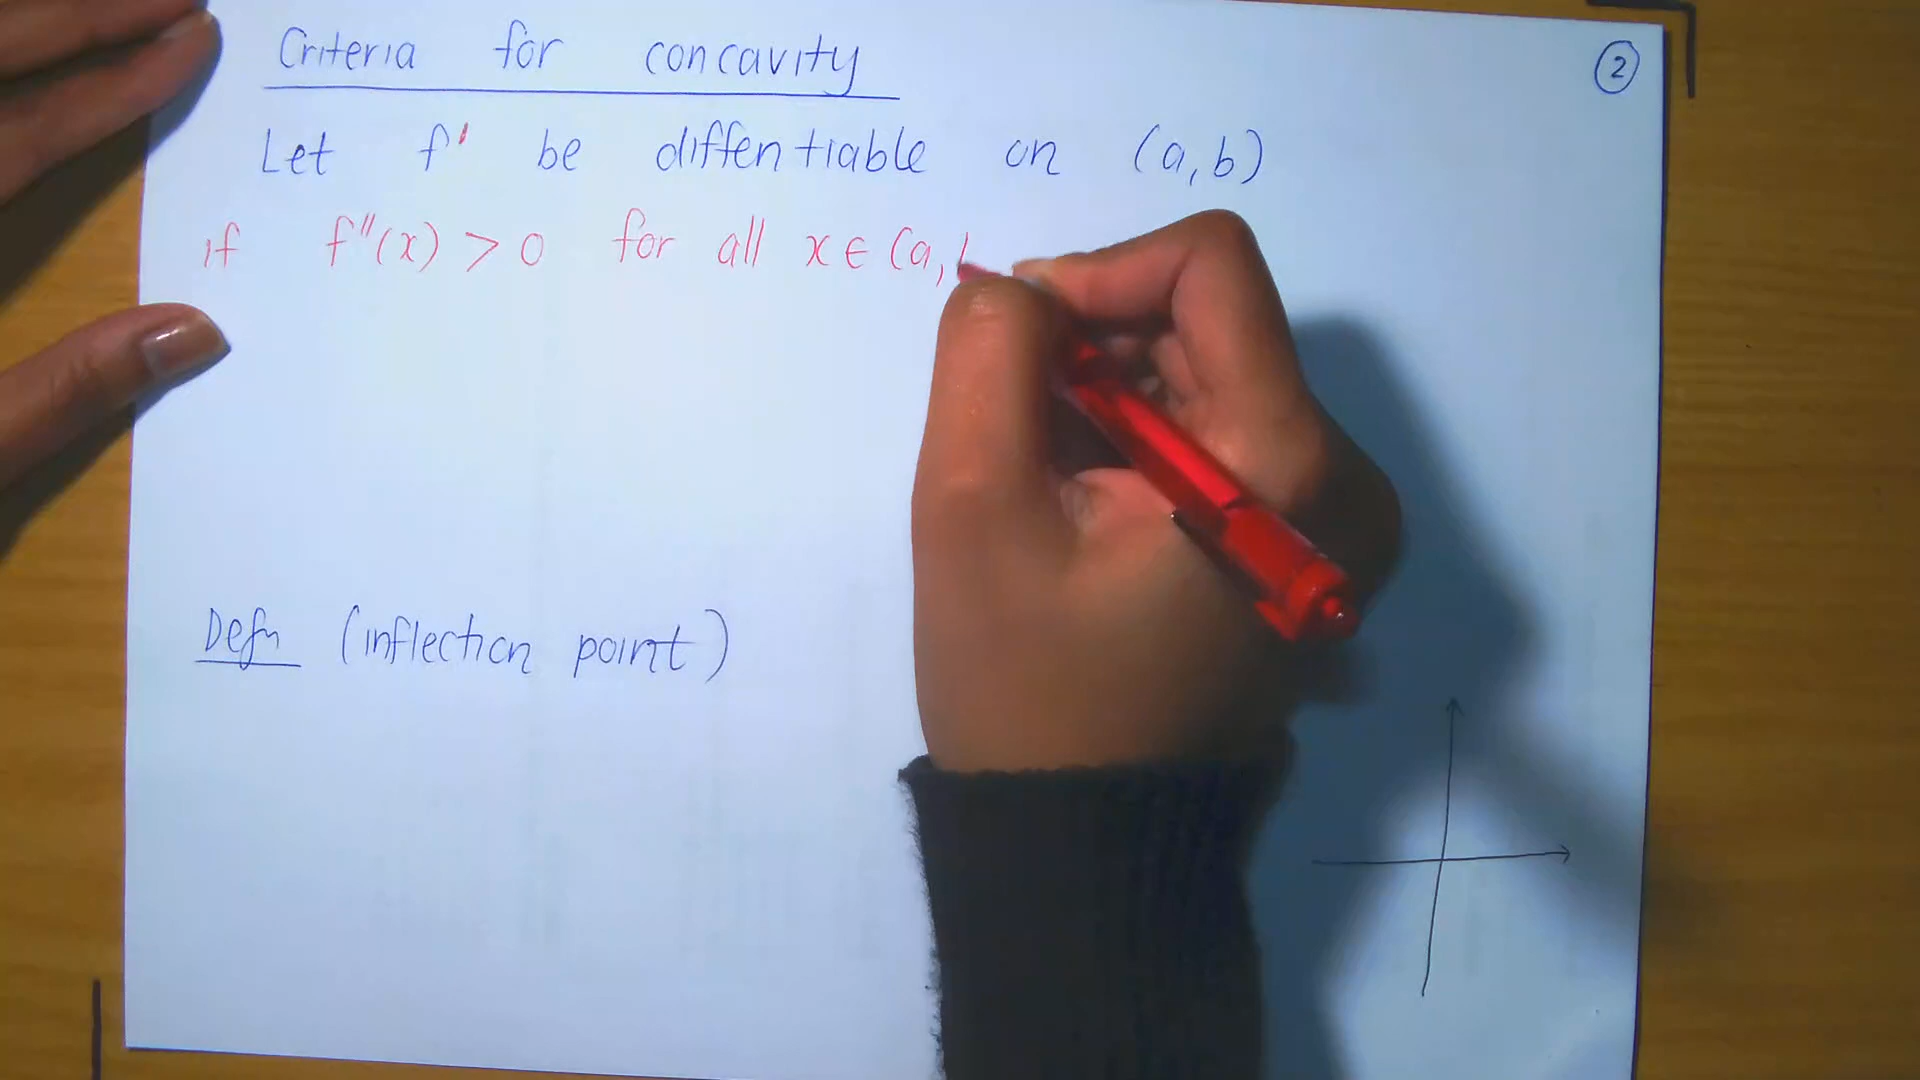 Criteria for concavity
2
Let f' be diffentiable on (a,b)
if f''(x) > 0 for all x ∈ (a,
Defn (inflection point)